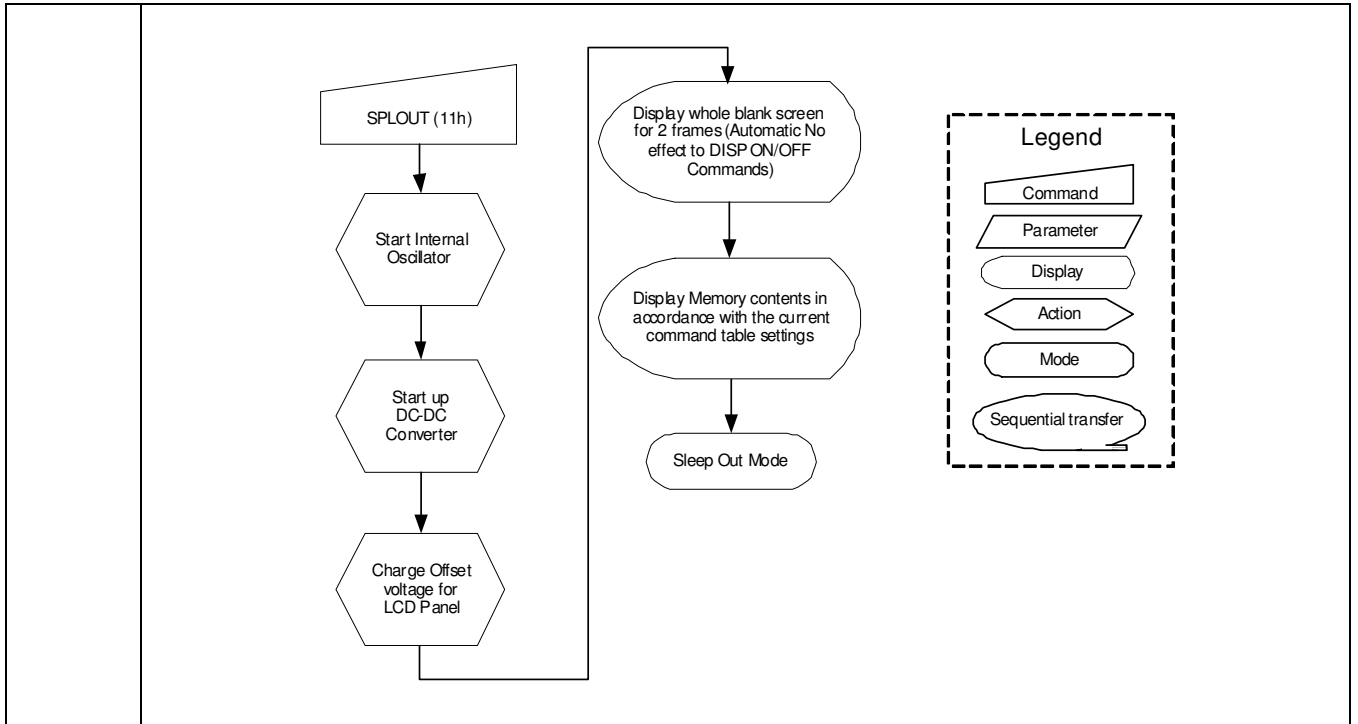 SPLOUT (11h)
Start Internal
Oscillator
Start up
DC-DC
Converter
Charge Offset
voltage for
LCD Panel
Display whole blank screen
for 2 frames (Automatic No
effect to DISP ON/OFF
Commands)
Display Memory contents in
accordance with the current
command table settings
Sleep Out Mode
Legend
Command
Parameter
Display
Action
Mode
Sequential transfer